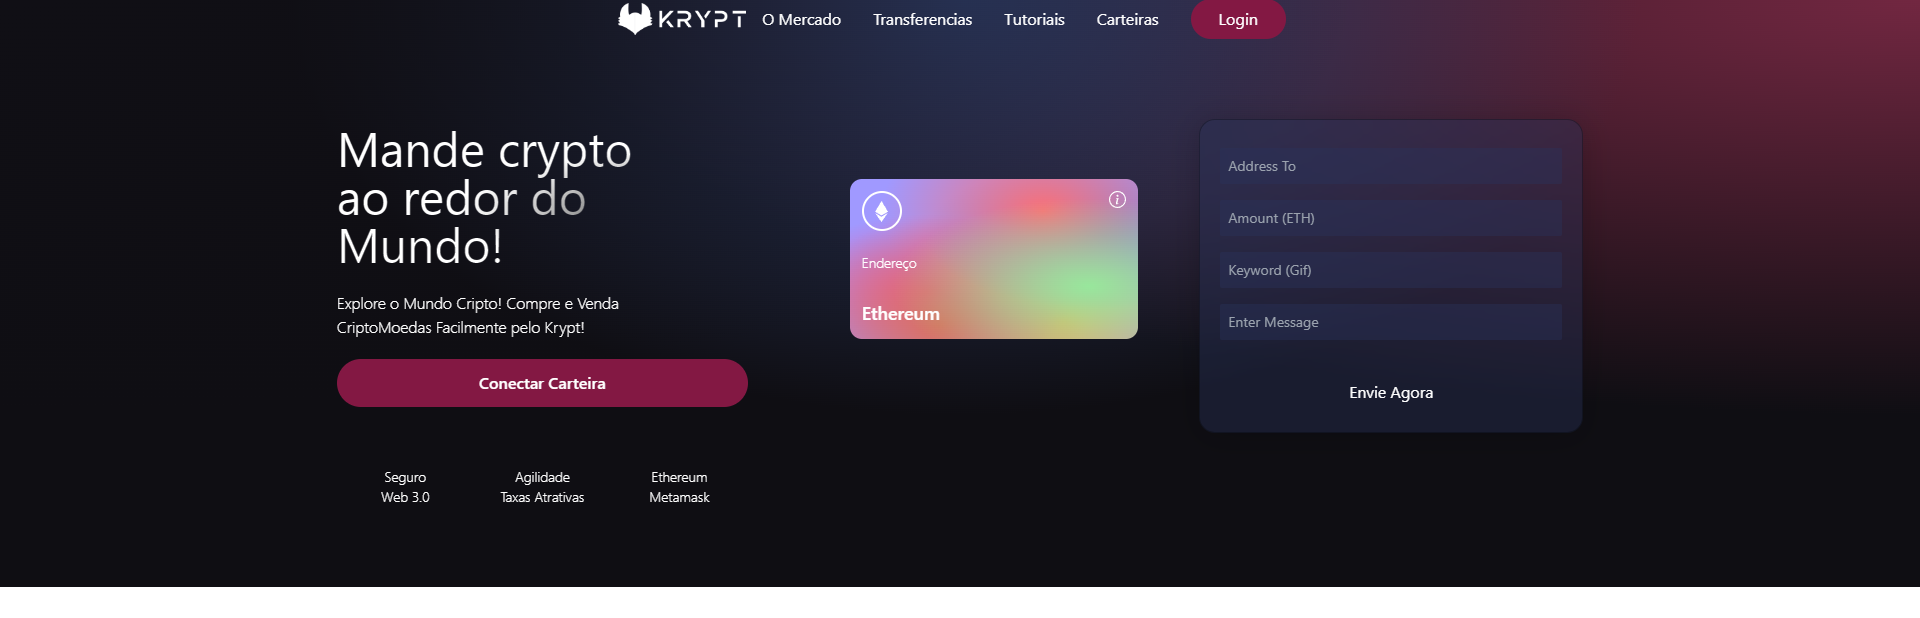 KRYPT O Mercado Transferencias Tutoriais Carteiras Login
Mande crypto
ao redor do
Mundo!
Explore o Mundo Cripto! Compre e Venda
CriptoMoedas Facilmente pelo Krypt!
Conectar Carteira
Seguro
Web 3.0
Agilidade
Taxas Atrativas
Ethereum
Metamask
Endereço
Ethereum
Address To
Amount (ETH)
Keyword (Gif)
Enter Message
Envie Agora